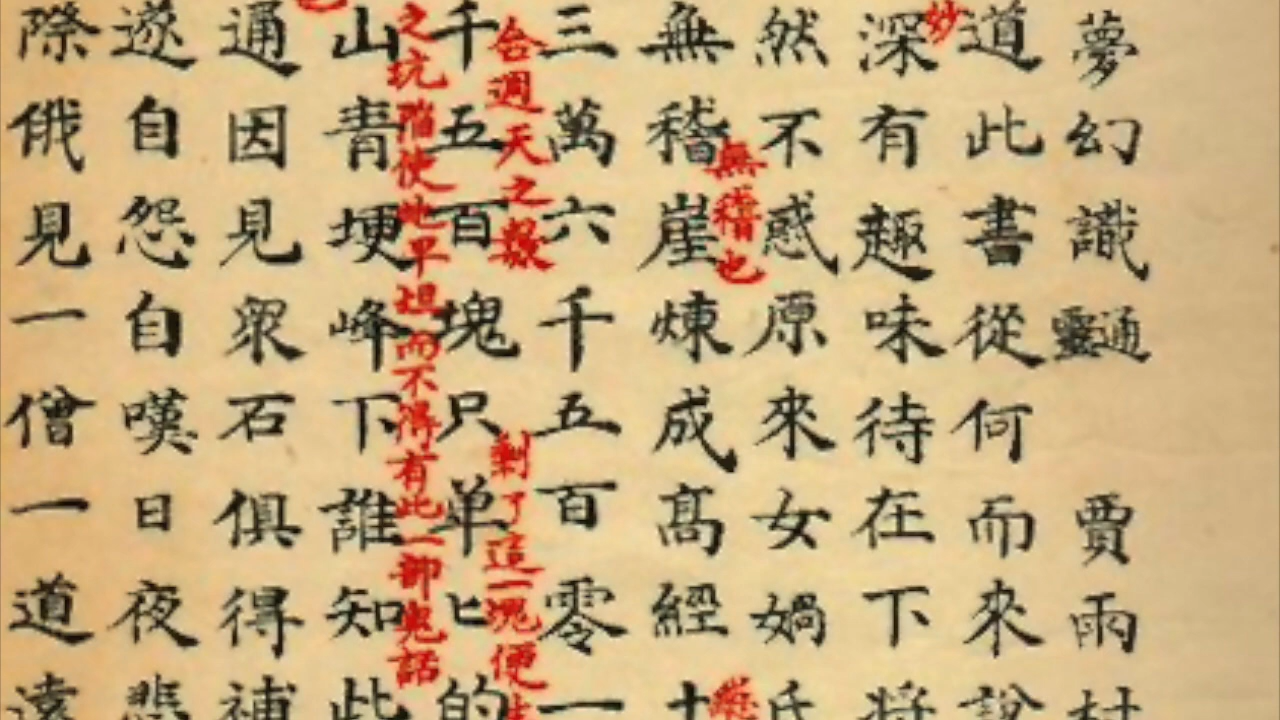 夢幻識通靈 賈雨村
道此書從何而來說
妙
深有趣味待在下將
然不惑原來女媧氏
無稽也
無稽崖煉成髙經十
三萬六千五百零一
合週天之數
剩了這一塊便生
千五百塊只单匕的
之坑陷使地平坦而不得有此一部鬼話
山青埂峰下誰知此
通因見衆石俱得補
遂自怨自嘆日夜悲
際俄見一僧一道遠